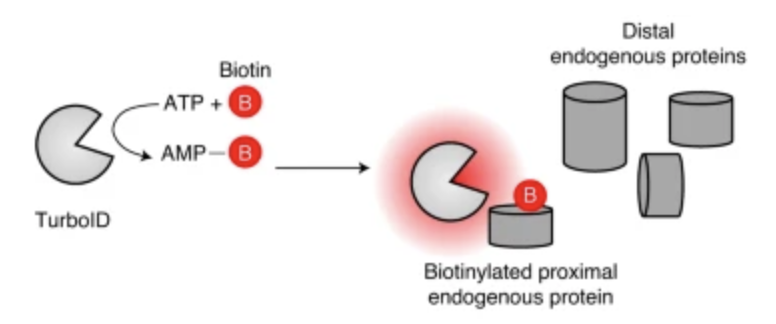 Biotin
ATP + B
AMP–B
TurboID
Distal
endogenous proteins
B
Biotinylated proximal
endogenous protein